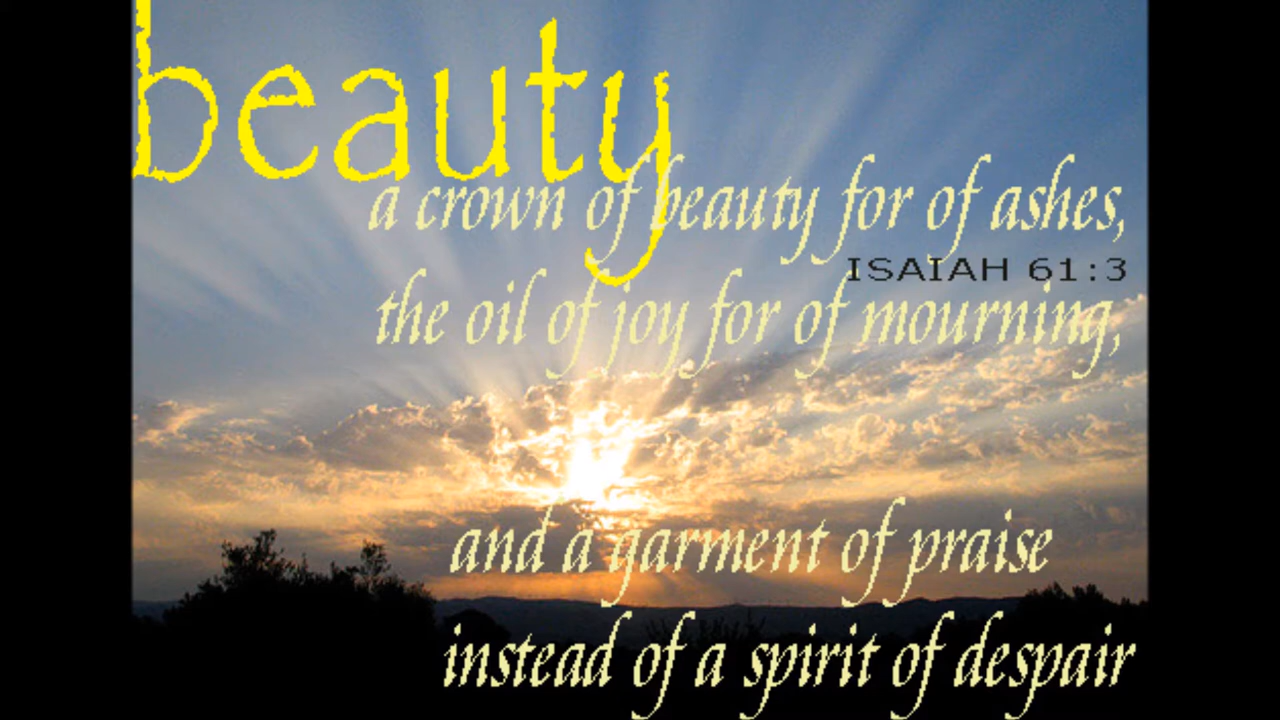 beauty
a crown of beauty for of ashes,
ISAIAH 61:3
the oil of joy for of mourning,
and a garment of praise
instead of a spirit of despair